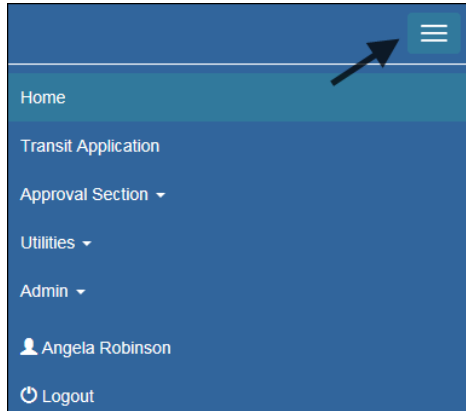 Home
Transit Application
Approval Section
Utilities
Admin
Angela Robinson
Logout